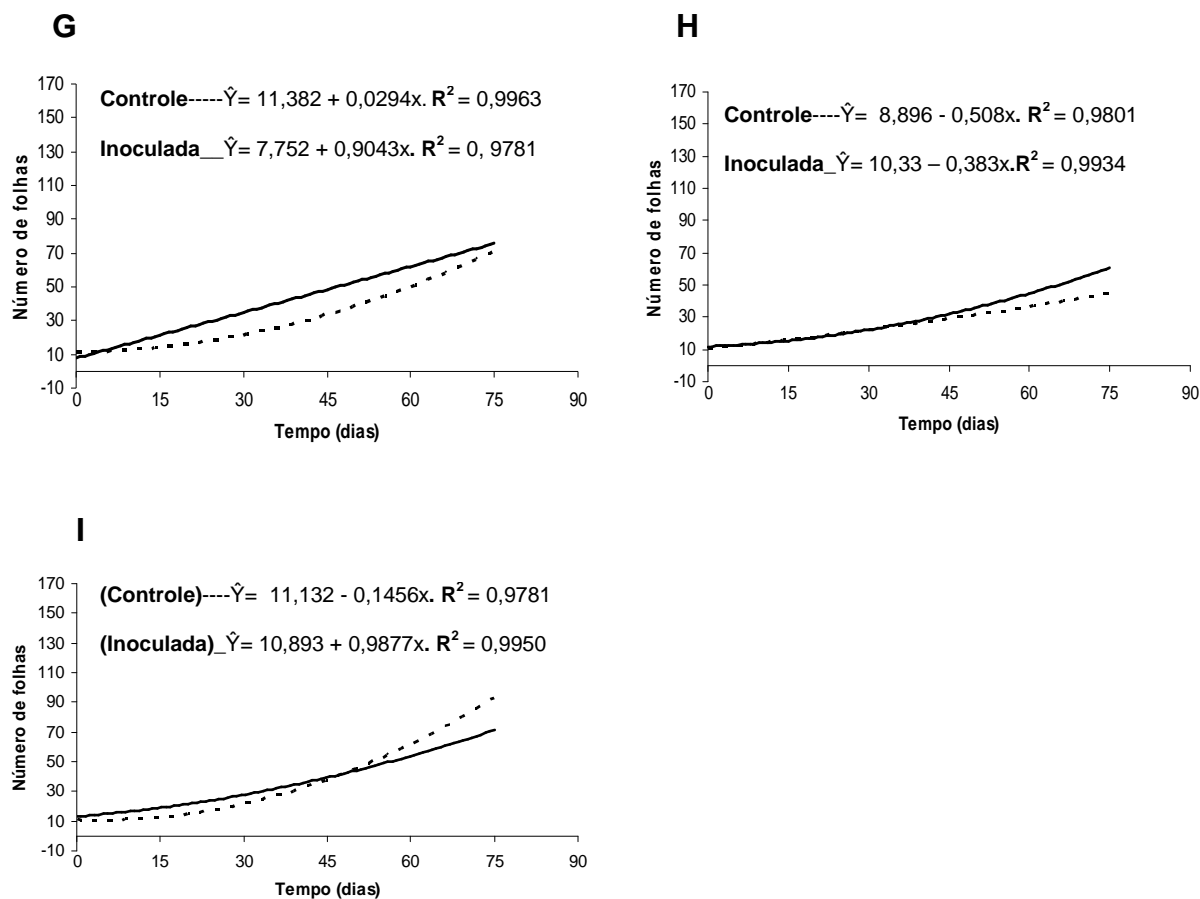 G
Controle-----Ŷ= 11,382 + 0,0294x. R² = 0,9963
Inoculada__Ŷ= 7,752 + 0,9043x. R² = 0, 9781
Número de folhas
170
150
130
110
90
70
50
30
10
-10
0 15 30 45 60 75 90
Tempo (dias)
H
Controle----Ŷ= 8,896 - 0,508x. R² = 0,9801
Inoculada_Ŷ= 10,33 – 0,383x.R² = 0,9934
Número de folhas
170
150
130
110
90
70
50
30
10
-10
0 15 30 45 60 75 90
Tempo (dias)
I
(Controle)----Ŷ= 11,132 - 0,1456x. R² = 0,9781
(Inoculada)_Ŷ= 10,893 + 0,9877x. R² = 0,9950
Número de folhas
170
150
130
110
90
70
50
30
10
-10
0 15 30 45 60 75 90
Tempo (dias)